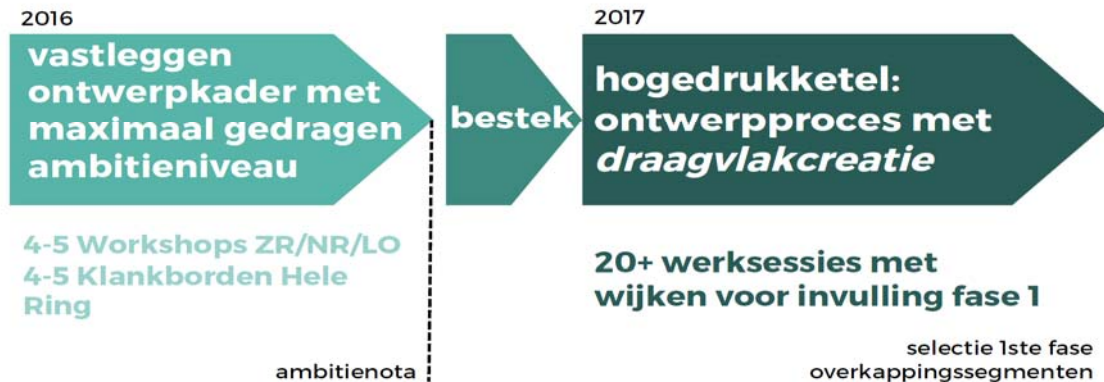 2016
vastleggen
ontwerpkader met
maximaal gedragen
ambitieniveau
bestek
2017
hogedrukketel:
ontwerpproces met
draagvlakcreatie
4-5 Workshops ZR/NR/LO
4-5 Klankborden Hele
Ring
20+ werksessies met
wijken voor invulling fase 1
ambitienota
selectie 1ste fase
overkappingssegmenten